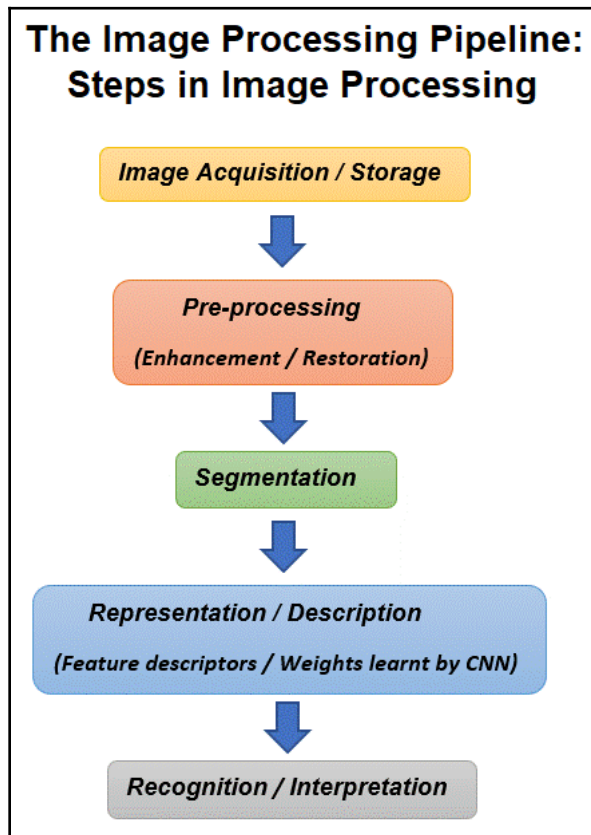 The Image Processing Pipeline:
Steps in Image Processing
Image Acquisition / Storage
Pre-processing
(Enhancement / Restoration)
Segmentation
Representation / Description
(Feature descriptors / Weights learnt by CNN)
Recognition / Interpretation